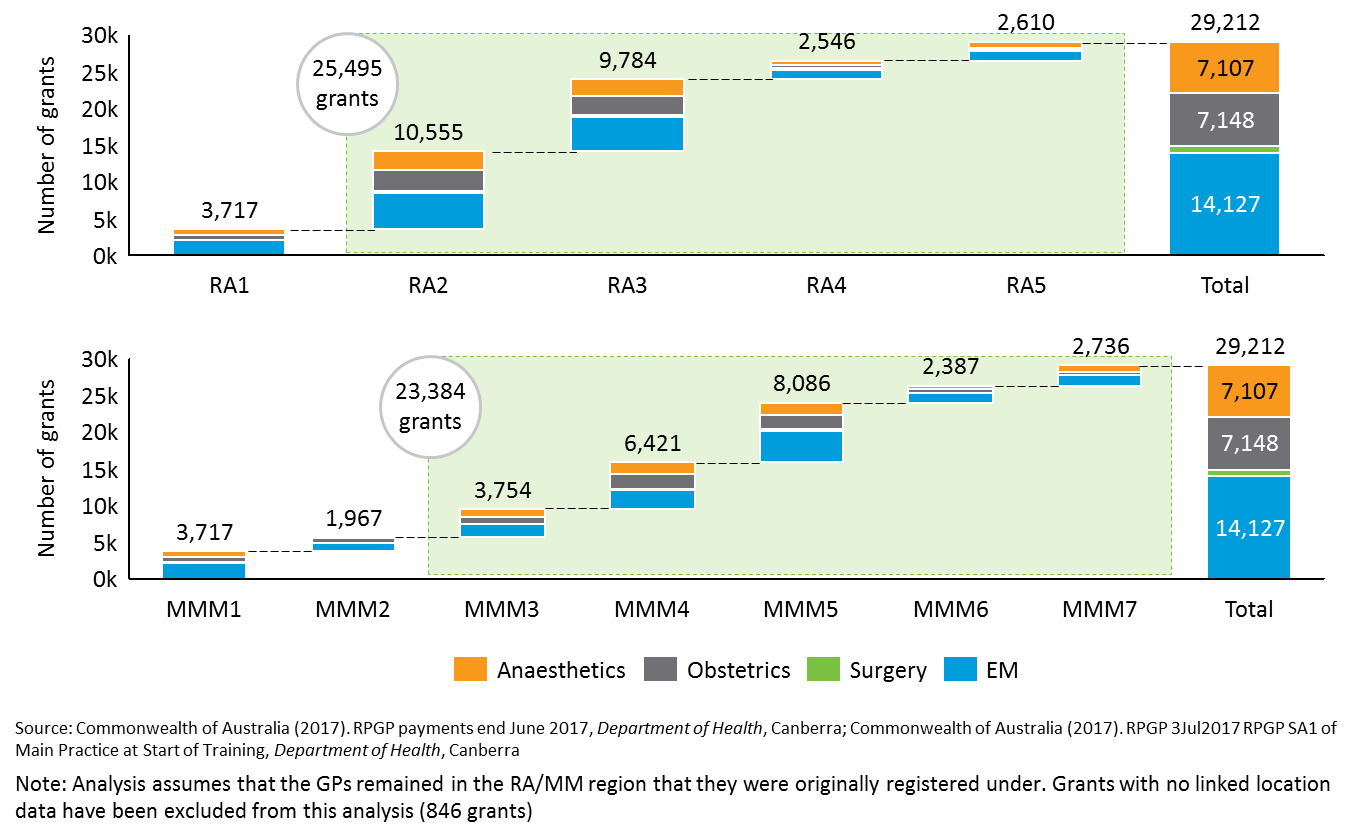 Number of grants
30k
25k
20k
15k
10k
5k
0k
25,495
grants
3,717
10,555
9,784
2,546
2,610
29,212
7,107
7,148
14,127
RA1
RA2
RA3
RA4
RA5
Total
Number of grants
30k
25k
20k
15k
10k
5k
0k
23,384
grants
3,717
1,967
3,754
6,421
8,086
2,387
2,736
29,212
7,107
7,148
14,127
MMM1
MMM2
MMM3
MMM4
MMM5
MMM6
MMM7
Total
Anaesthetics
Obstetrics
Surgery
EM
Source: Commonwealth of Australia (2017). RPGP payments end June 2017, Department of Health, Canberra; Commonwealth of Australia (2017). RPGP 3Jul2017 RPGP SA1 of
Main Practice at Start of Training, Department of Health, Canberra
Note: Analysis assumes that the GPs remained in the RA/MM region that they were originally registered under. Grants with no linked location
data have been excluded from this analysis (846 grants)